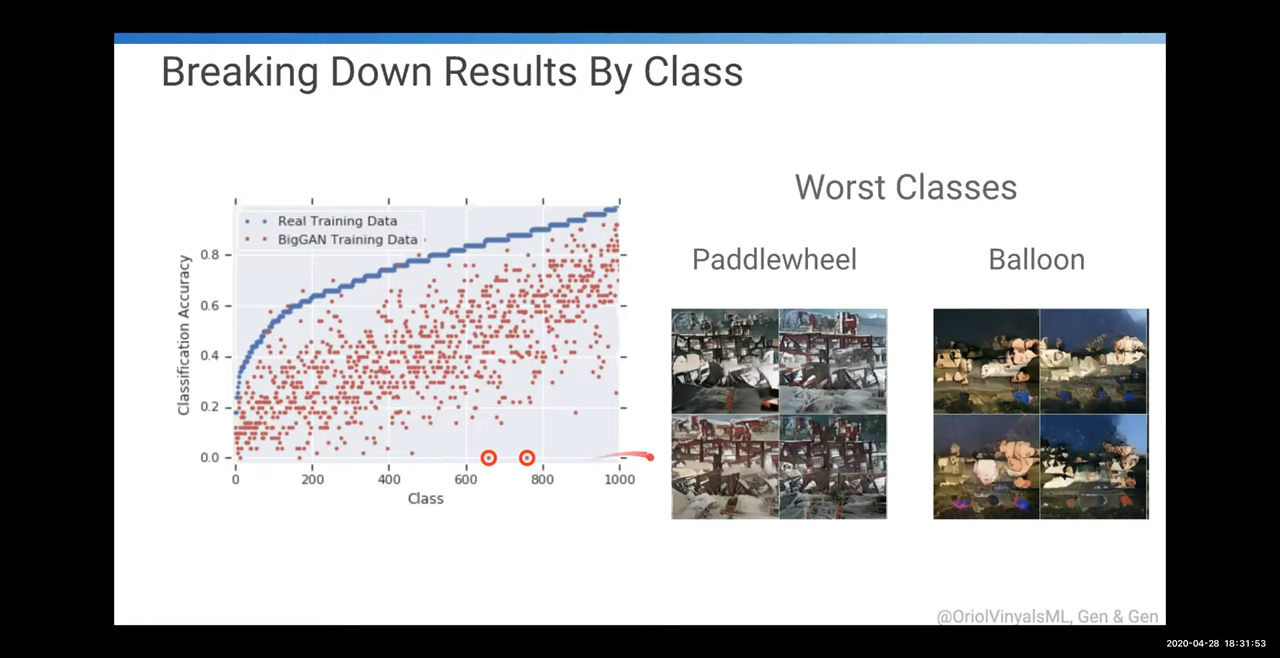 Breaking Down Results By Class
Worst Classes
Paddlewheel
Balloon
Real Training Data
BigGAN Training Data
Classification Accuracy
0.8
0.6
0.4
0.2
0.0
0
200
400
600
800
1000
Class
@OriolVinyalsML, Gen & Gen
2020-04-28 18:31:53